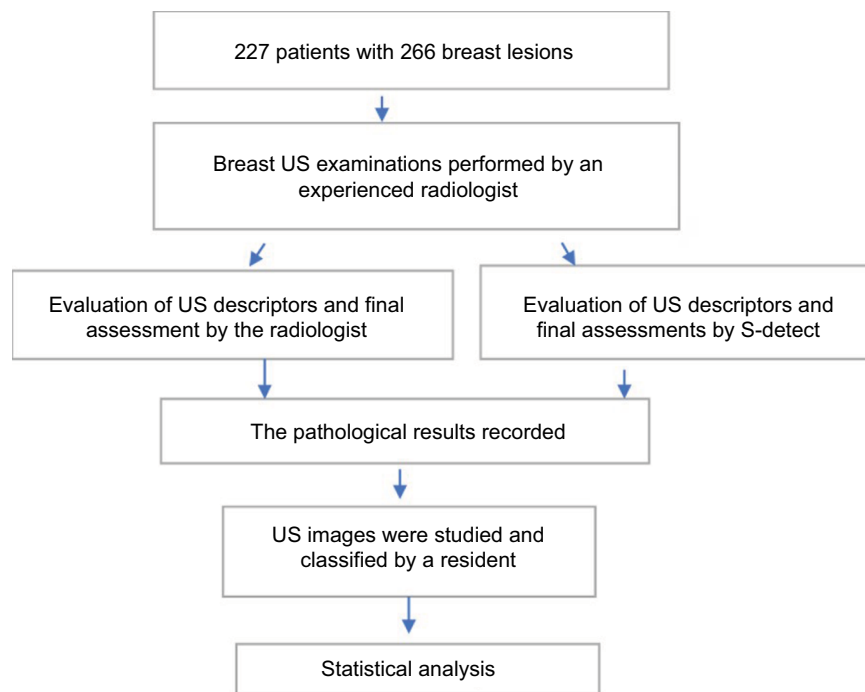 227 patients with 266 breast lesions
Breast US examinations performed by an
experienced radiologist
Evaluation of US descriptors and final
assessment by the radiologist
Evaluation of US descriptors and
final assessments by S-detect
The pathological results recorded
US images were studied and
classified by a resident
Statistical analysis